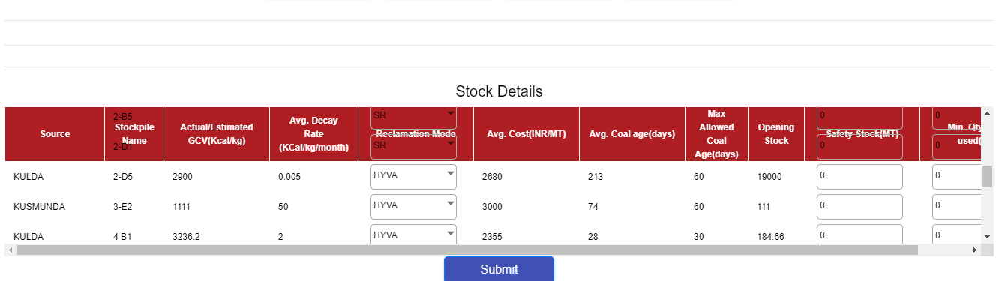 Stock Details
Source
2-B5
Stockpile
Name
2-D1
Actual/Estimated
GCV(Kcal/kg)
Avg. Decay
Rate
(KCal/kg/month)
SR
Reclamation Mode
SR
Avg. Cost(INR/MT)
Avg. Coal age(days)
Max
Allowed
Coal
Age(days)
Opening
Stock
0
Safety Stock(MT)
0
0
Min. Qty
used(
0
KULDA 2-D5 2900 0.005 HYVA 2680 213 60 19000 0 0
KUSMUNDA 3-E2 1111 50 HYVA 3000 74 60 111 0 0
KULDA 4 B1 3236.2 2 HYVA 2355 28 30 184.66 0 0
Submit